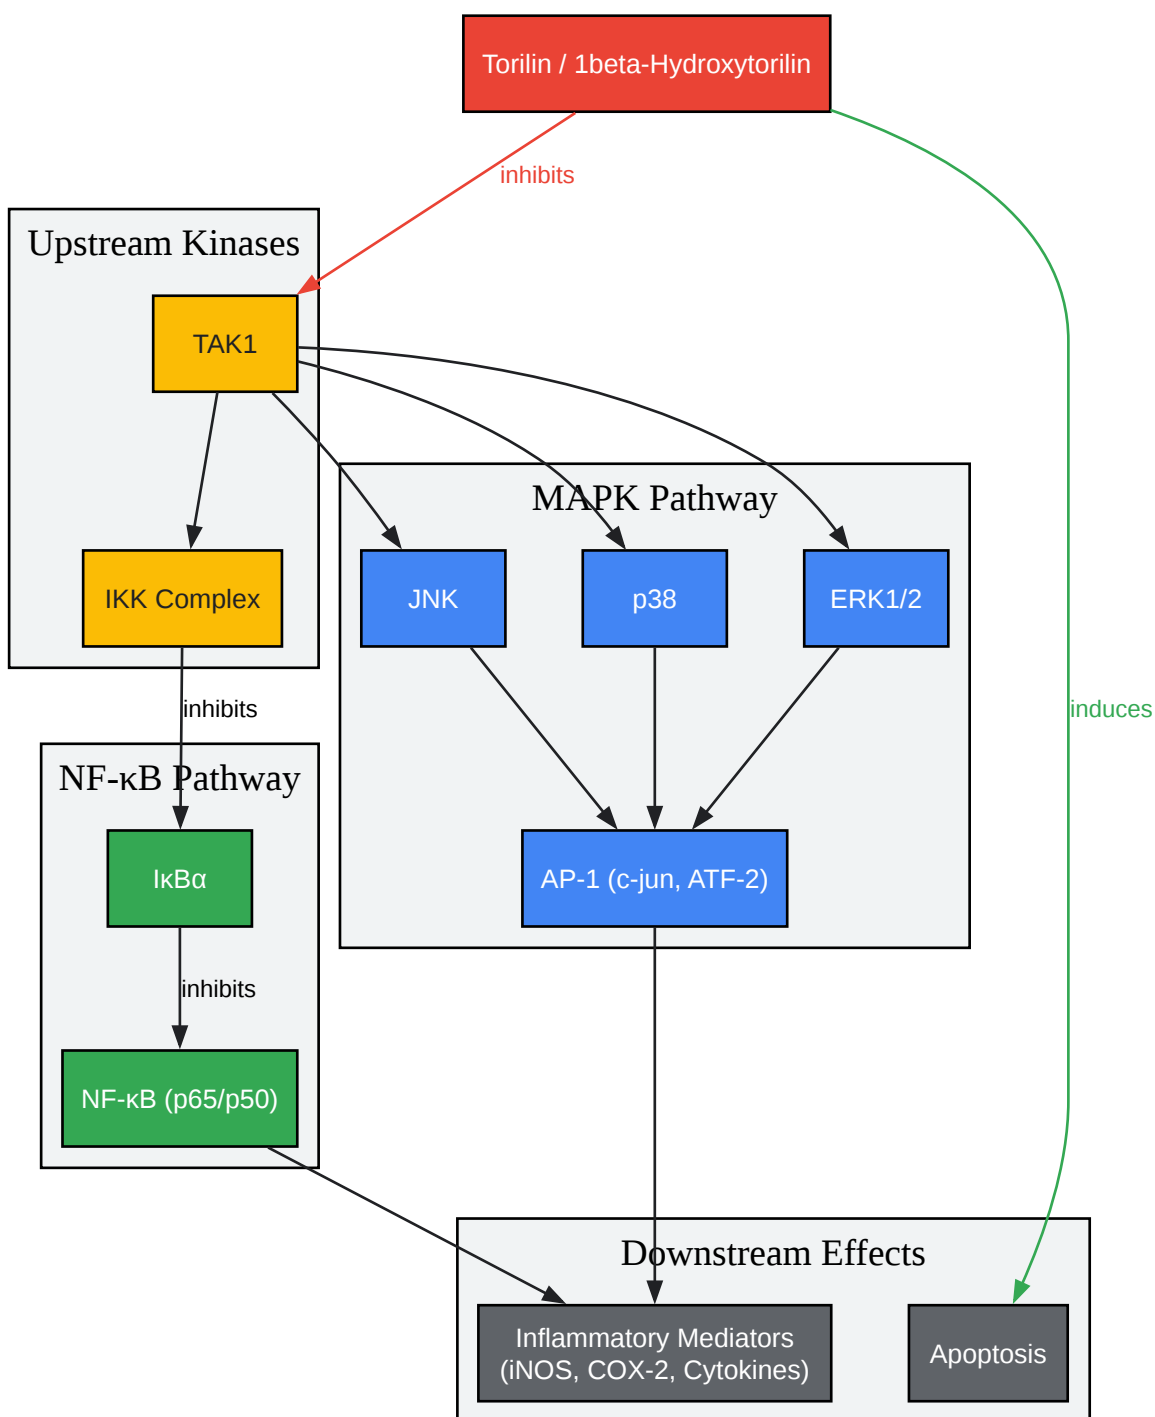 Torilin / 1beta-Hydroxytorilin
inhibits
Upstream Kinases
TAK1
MAPK Pathway
IKK Complex
JNK
p38
ERK1/2
inhibits
induces
NF-κB Pathway
IκBα
AP-1 (c-jun, ATF-2)
inhibits
NF-κB (p65/p50)
Downstream Effects
Inflammatory Mediators
(iNOS, COX-2, Cytokines)
Apoptosis